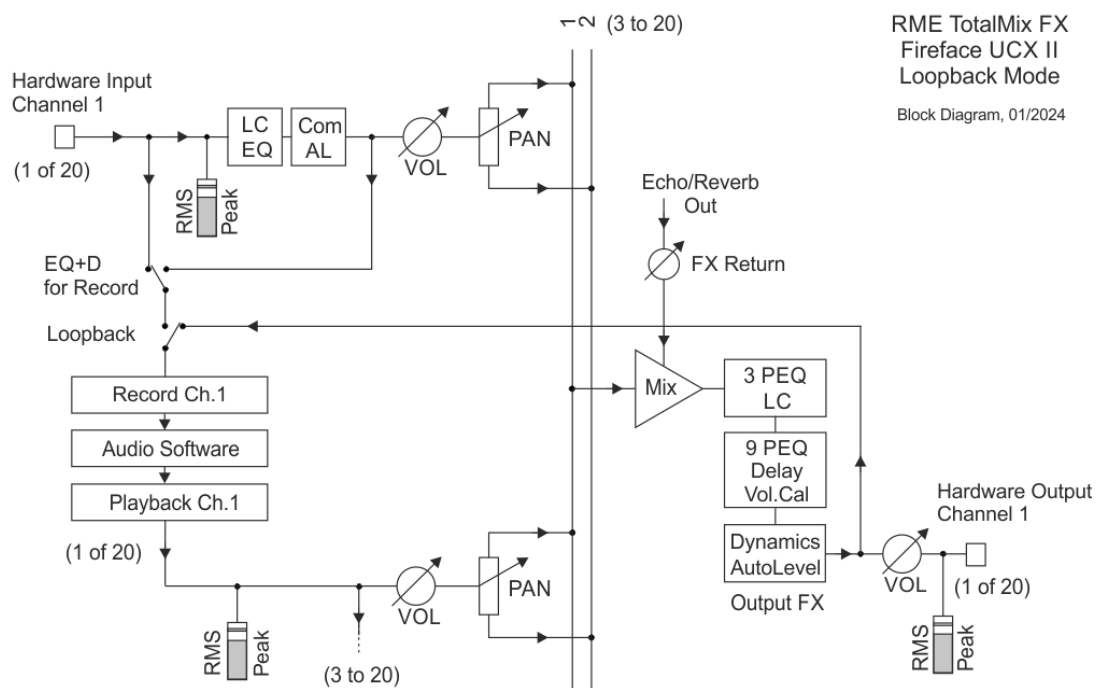 1
2
(3 to 20)
RME TotalMix FX
Fireface UCX II
Loopback Mode
Block Diagram, 01/2024
Hardware Input
Channel 1
(1 of 20)
LC
EQ
Com
AL
VOL
PAN
RMS
Peak
EQ+D
for Record
Loopback
Echo/Reverb
Out
FX Return
Mix
3 PEQ
LC
9 PEQ
Delay
Vol.Cal
Dynamics
AutoLevel
Output FX
Record Ch.1
Audio Software
Playback Ch.1
(1 of 20)
RMS
Peak
(3 to 20)
VOL
PAN
Hardware Output
Channel 1
VOL
(1 of 20)
RMS
Peak